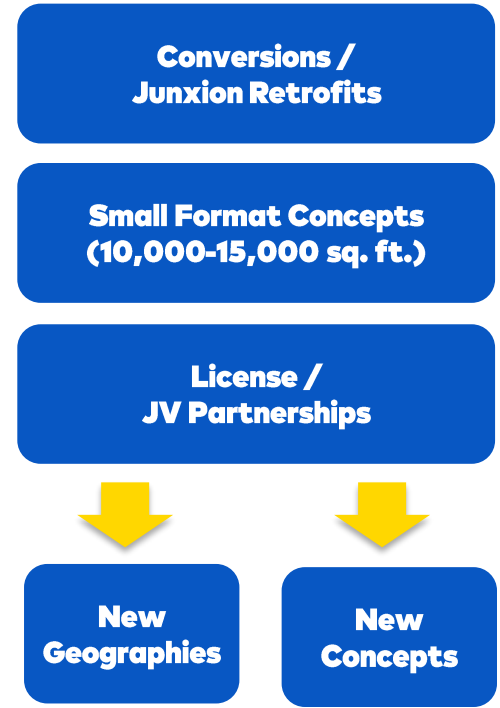 Conversions /
Junxion Retrofits
Small Format Concepts
(10,000-15,000 sq. ft.)
License /
JV Partnerships
New
Geographies
New
Concepts